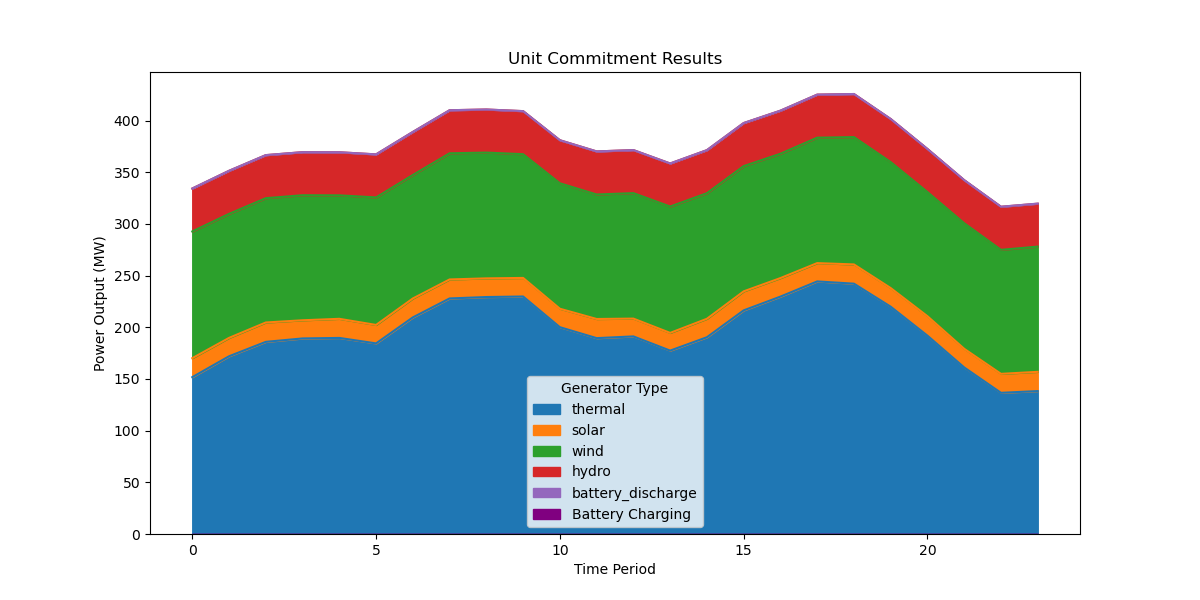 Unit Commitment Results
Power Output (MW)
400
350
300
250
200
150
100
50
0
Generator Type
thermal
solar
wind
hydro
battery_discharge
Battery Charging
0 5 10 15 20
Time Period